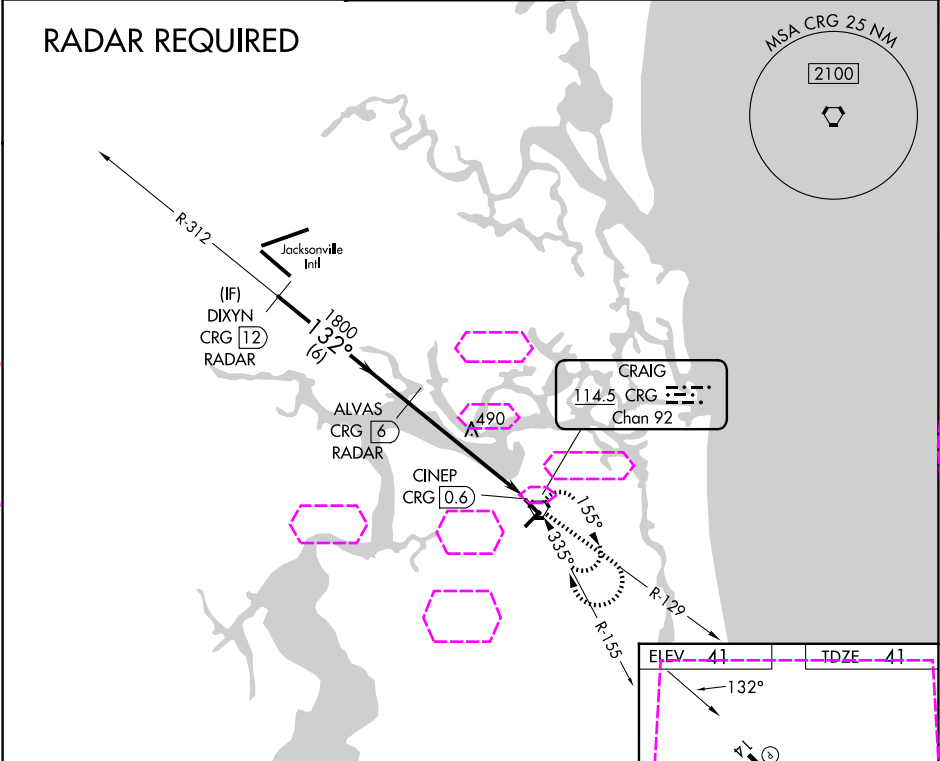 RADAR REQUIRED
MSA CRG 25 NM
2100
R-312
Jacksonville
Intl
(IF)
DIXYN
CRG 12
RADAR
1800
132°
(6)
ALVAS
CRG 6
RADAR
490
CRAIG
114.5 CRG
Chan 92
CINEP
CRG 0.6
155°
335°
R-129
R-155
ELEV 41
TDZE 41
132°
14
P